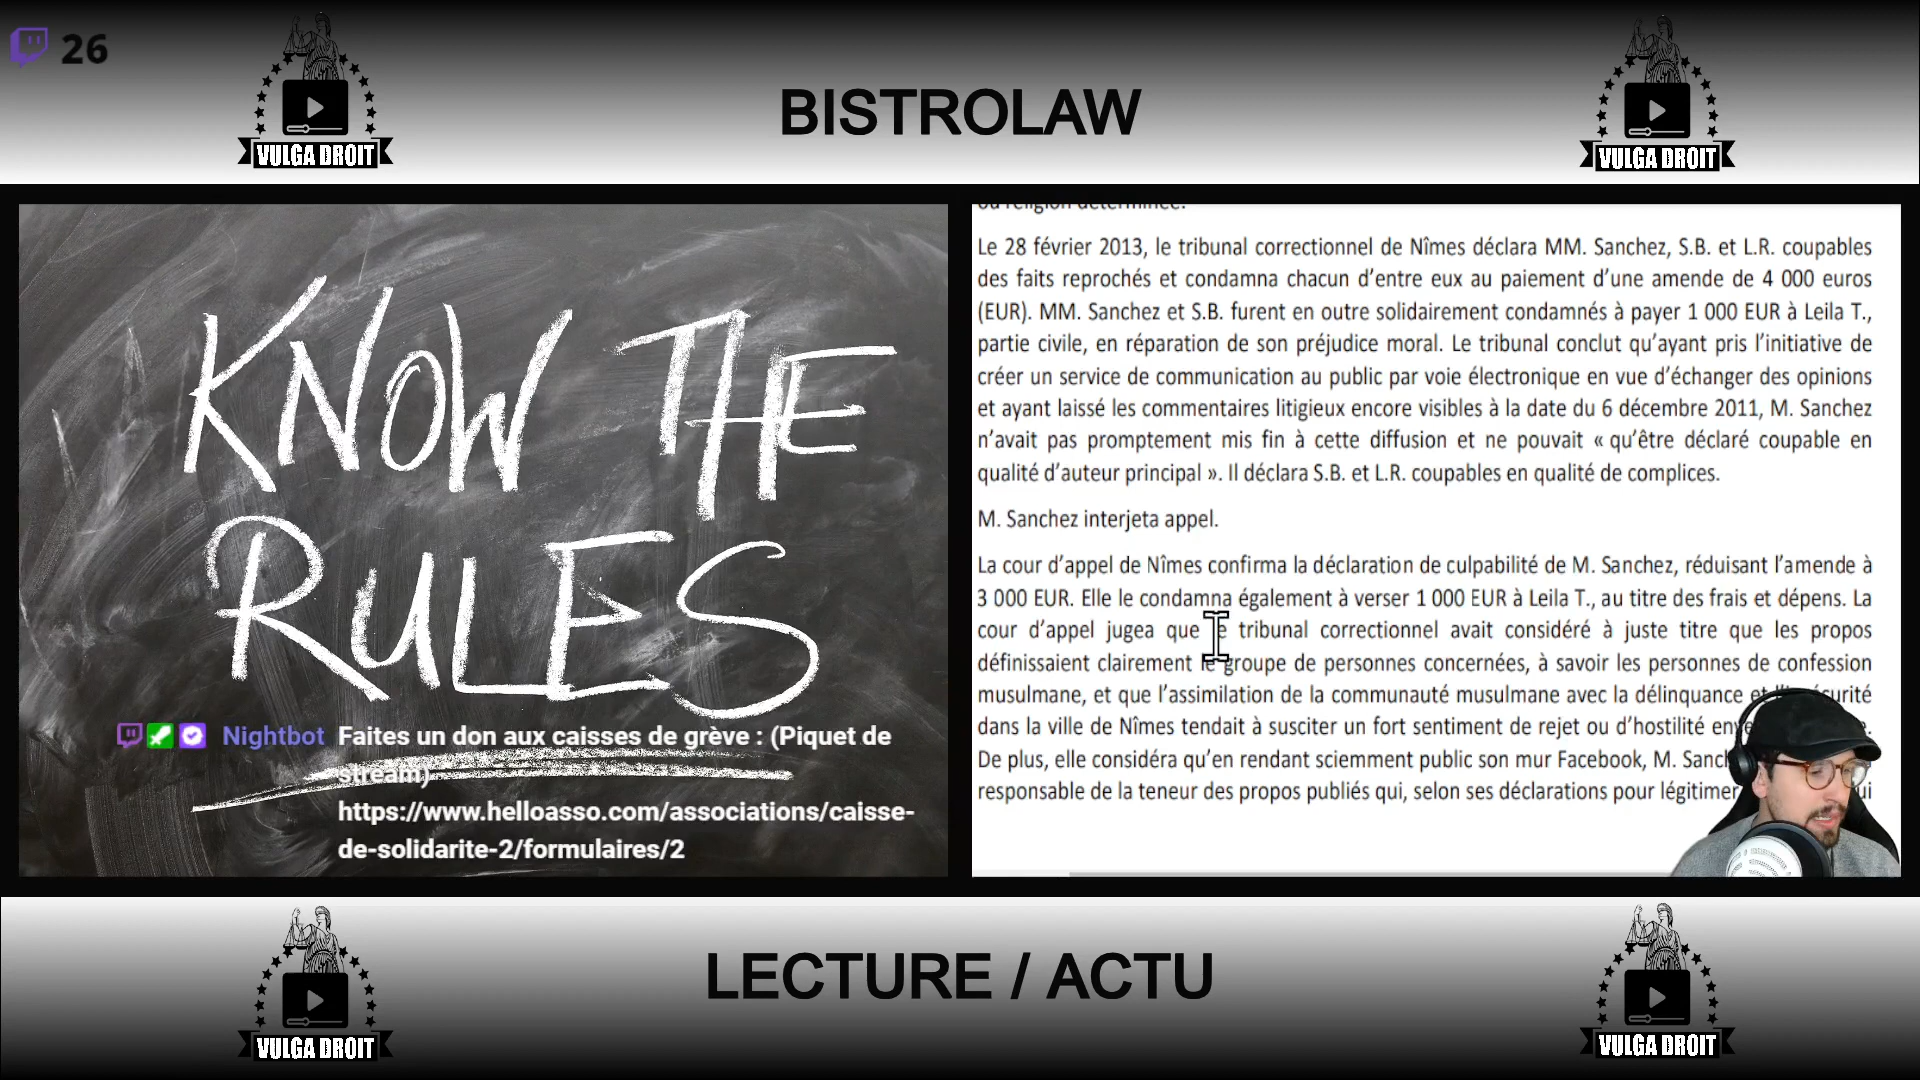 26
BISTROLAW
VULGA DROIT
VULGA DROIT
KNOW THE
RULES
Nightbot Faites un don aux caisses de grève : (Piquet de
stream)
https://www.helloasso.com/associations/caisse-
de-solidarite-2/formulaires/2
ou religion déterminée.
Le 28 février 2013, le tribunal correctionnel de Nîmes déclara MM. Sanchez, S.B. et L.R. coupables
des faits reprochés et condamna chacun d’entre eux au paiement d’une amende de 4 000 euros
(EUR). MM. Sanchez et S.B. furent en outre solidairement condamnés à payer 1 000 EUR à Leila T.,
partie civile, en réparation de son préjudice moral. Le tribunal conclut qu’ayant pris l’initiative de
créer un service de communication au public par voie électronique en vue d’échanger des opinions
et ayant laissé les commentaires litigieux encore visibles à la date du 6 décembre 2011, M. Sanchez
n’avait pas promptement mis fin à cette diffusion et ne pouvait « qu’être déclaré coupable en
qualité d’auteur principal ». Il déclara S.B. et L.R. coupables en qualité de complices.
M. Sanchez interjeta appel.
La cour d’appel de Nîmes confirma la déclaration de culpabilité de M. Sanchez, réduisant l’amende à
3 000 EUR. Elle le condamna également à verser 1 000 EUR à Leila T., au titre des frais et dépens. La
cour d’appel jugea que le tribunal correctionnel avait considéré à juste titre que les propos
définissaient clairement le groupe de personnes concernées, à savoir les personnes de confession
musulmane, et que l’assimilation de la communauté musulmane avec la délinquance et
dans la ville de Nîmes tendait à susciter un fort sentiment de rejet ou d’hostilité
De plus, elle considéra qu’en rendant sciemment public son mur Facebook, M.
responsable de la teneur des propos publiés qui, selon ses déclarations pour légitimer
LECTURE / ACTU
VULGA DROIT
VULGA DROIT